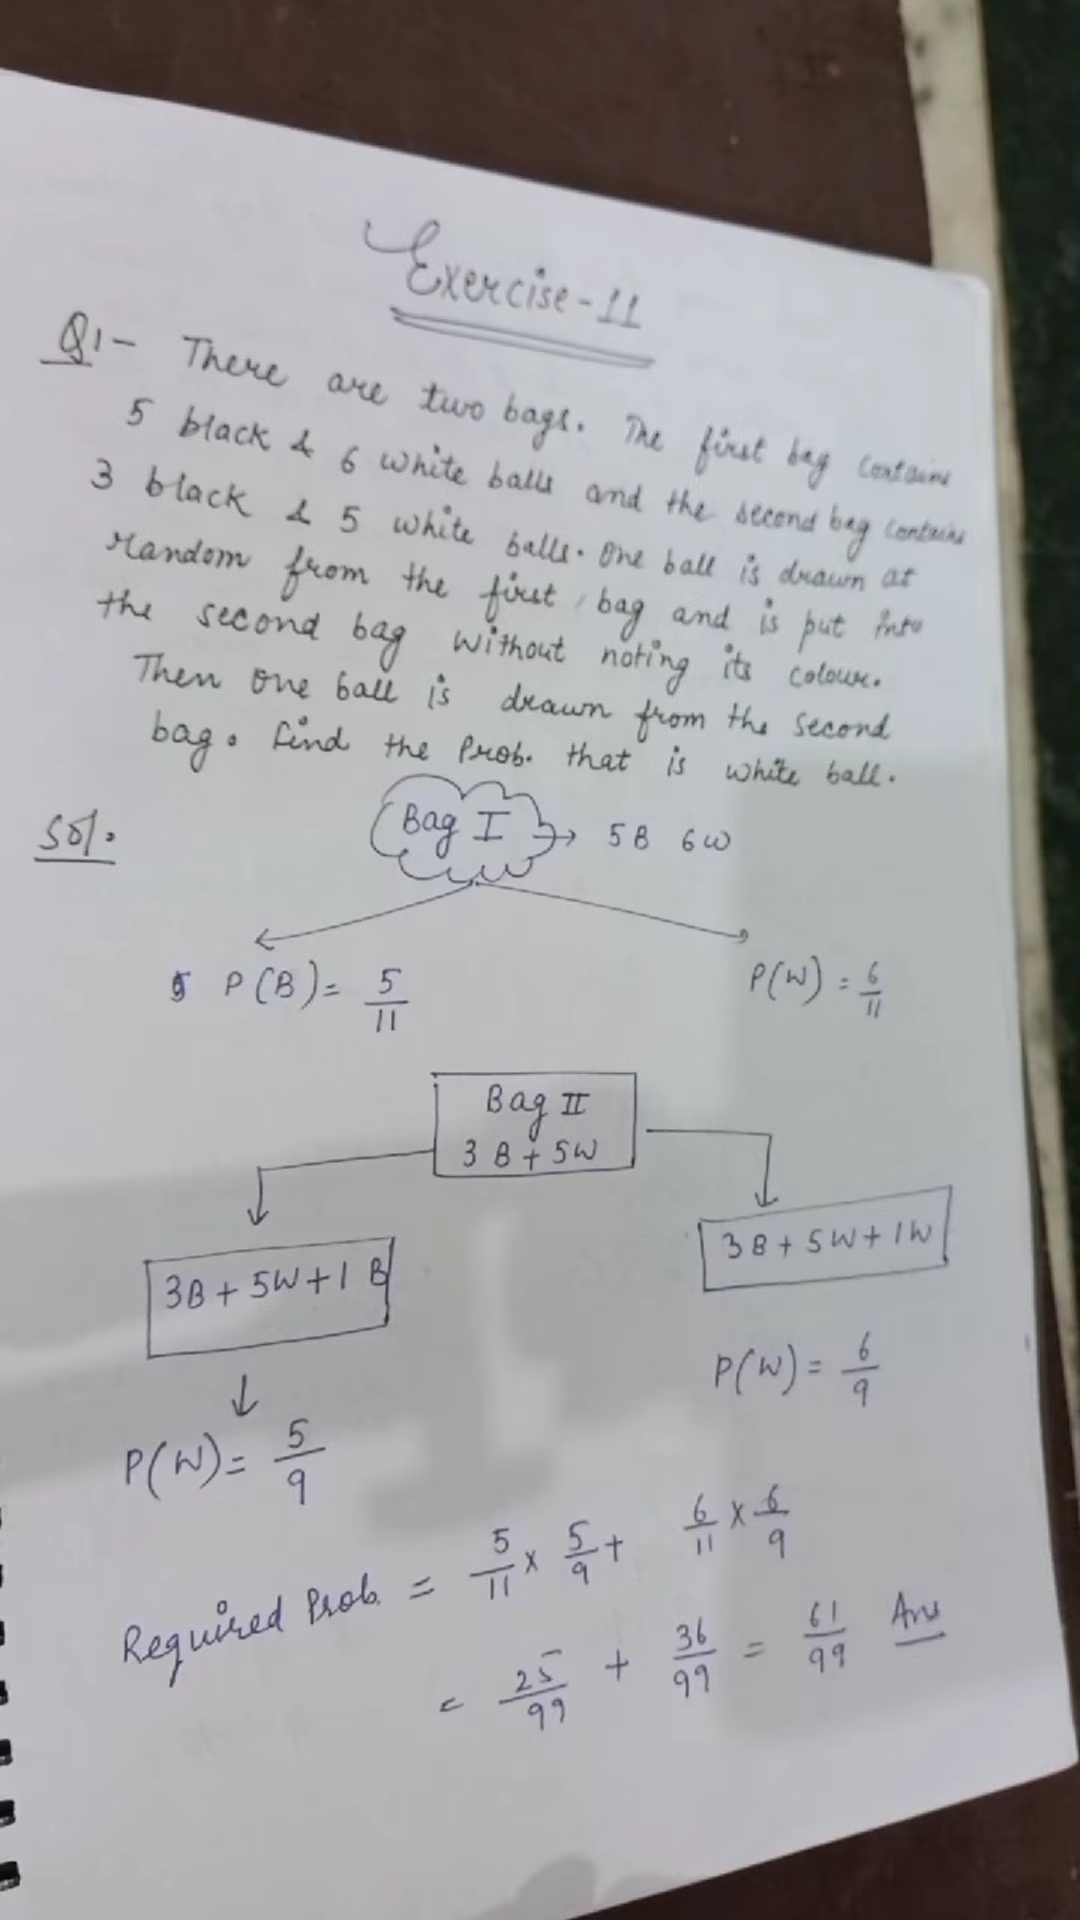 Exercise-11
Q1- There are two bags. The first bag contains
5 black & 6 white balls and the second bag contains
3 black & 5 white balls. One ball is drawn at
random from the first bag and is put into
the second bag without noting its colour.
Then one ball is drawn from the second
bag. Find the Prob. that is white ball.
Sol.
Bag I → 5B 6W
P(B) = 5/11
P(W) = 6/11
Bag II
3 B + 5W
3B + 5W + 1 B
3B + 5W + 1W
P(W) = 5/9
P(W) = 6/9
Required Prob. = 5/11 × 5/9 + 6/11 × 6/9
= 25/99 + 36/99 = 61/99 Ans